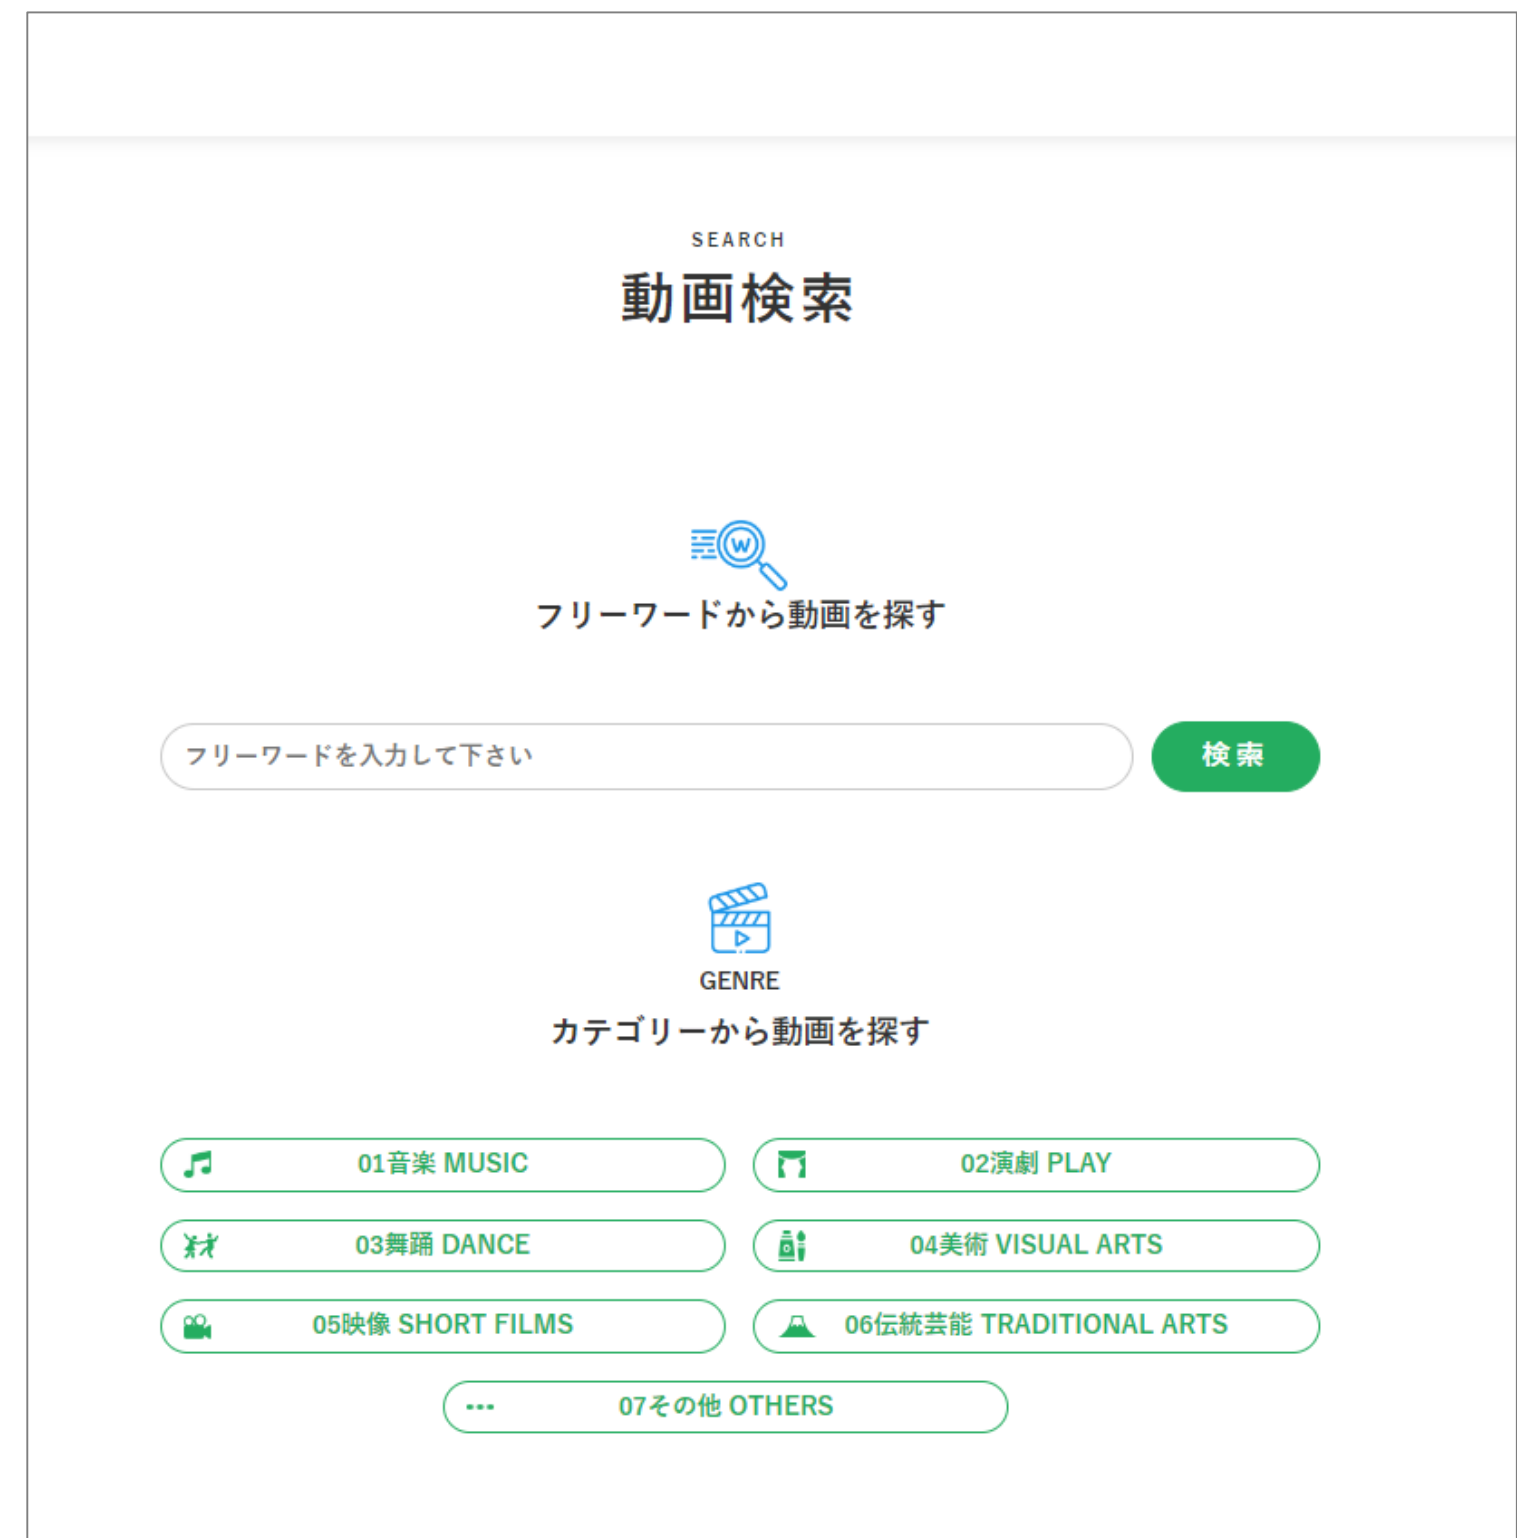 SEARCH
動画検索
W
フリーワードから動画を探す
フリーワードを入力して下さい
検索
GENRE
カテゴリーから動画を探す
01音楽 MUSIC
02演劇 PLAY
03舞踊 DANCE
04美術 VISUAL ARTS
05映像 SHORT FILMS
06伝統芸能 TRADITIONAL ARTS
07その他 OTHERS